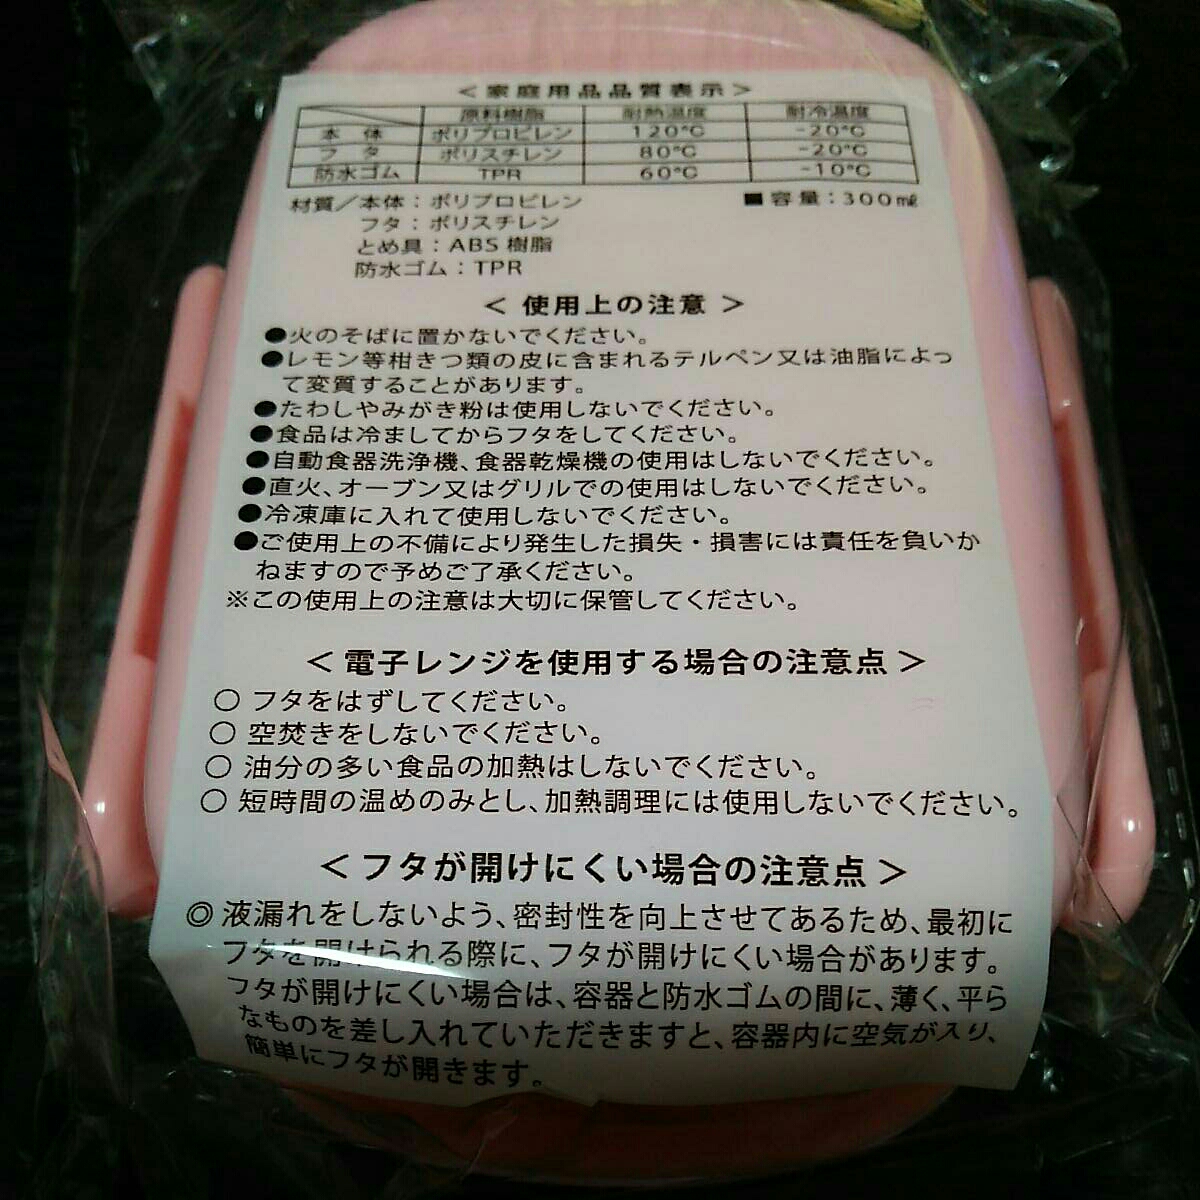 ＜家庭用品品質表示＞
原料樹脂 耐熱温度 耐冷温度
本体 ポリプロピレン 120℃ -20℃
フタ ポリスチレン 80℃ -20℃
防水ゴム TPR 60℃ -10℃
材質／本体：ポリプロピレン ■容量：300㎖
フタ：ポリスチレン
とめ具：ABS樹脂
防水ゴム：TPR
＜ 使用上の注意 ＞
●火のそばに置かないでください。
●レモン等柑きつ類の皮に含まれるテルペン又は油脂によっ
て変質することがあります。
●たわしやみがき粉は使用しないでください。
●食品は冷ましてからフタをしてください。
●自動食器洗浄機、食器乾燥機の使用はしないでください。
●直火、オーブン又はグリルでの使用はしないでください。
●冷凍庫に入れて使用しないでください。
●ご使用上の不備により発生した損失・損害には責任を負いか
ねますので予めご了承ください。
※この使用上の注意は大切に保管してください。
＜電子レンジを使用する場合の注意点＞
○ フタをはずしてください。
○ 空焚きをしないでください。
○ 油分の多い食品の加熱はしないでください。
○ 短時間の温めのみとし、加熱調理には使用しないでください。
＜フタが開けにくい場合の注意点＞
◎ 液漏れをしないよう、密封性を向上させてあるため、最初に
フタを開けられる際に、フタが開けにくい場合があります。
フタが開けにくい場合は、容器と防水ゴムの間に、薄く、平ら
なものを差し入れていただきますと、容器内に空気が入り、
簡単にフタが開きます。